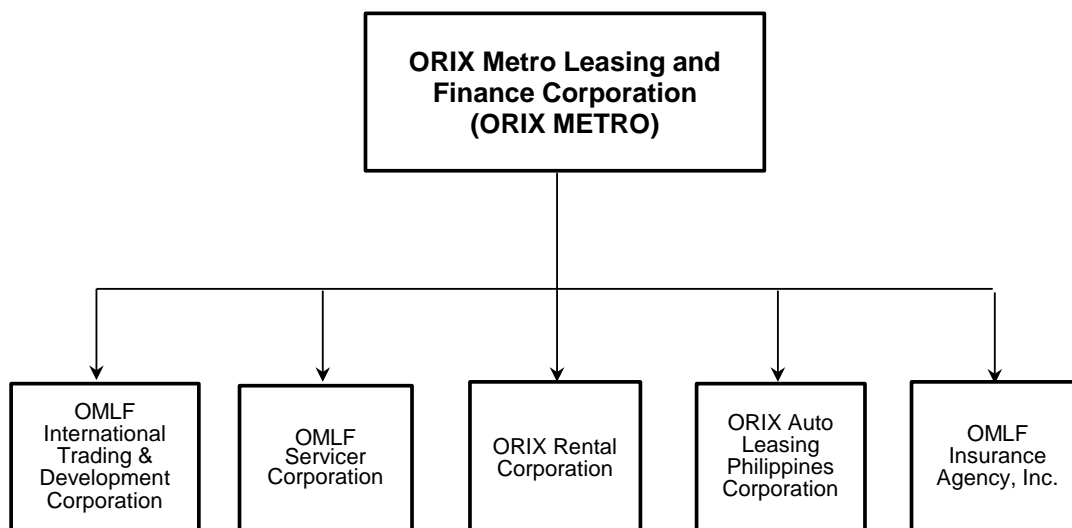 ORIX Metro Leasing and
Finance Corporation
(ORIX METRO)
OMLF
International
Trading &
Development
Corporation
OMLF
Servicer
Corporation
ORIX Rental
Corporation
ORIX Auto
Leasing
Philippines
Corporation
OMLF
Insurance
Agency, Inc.